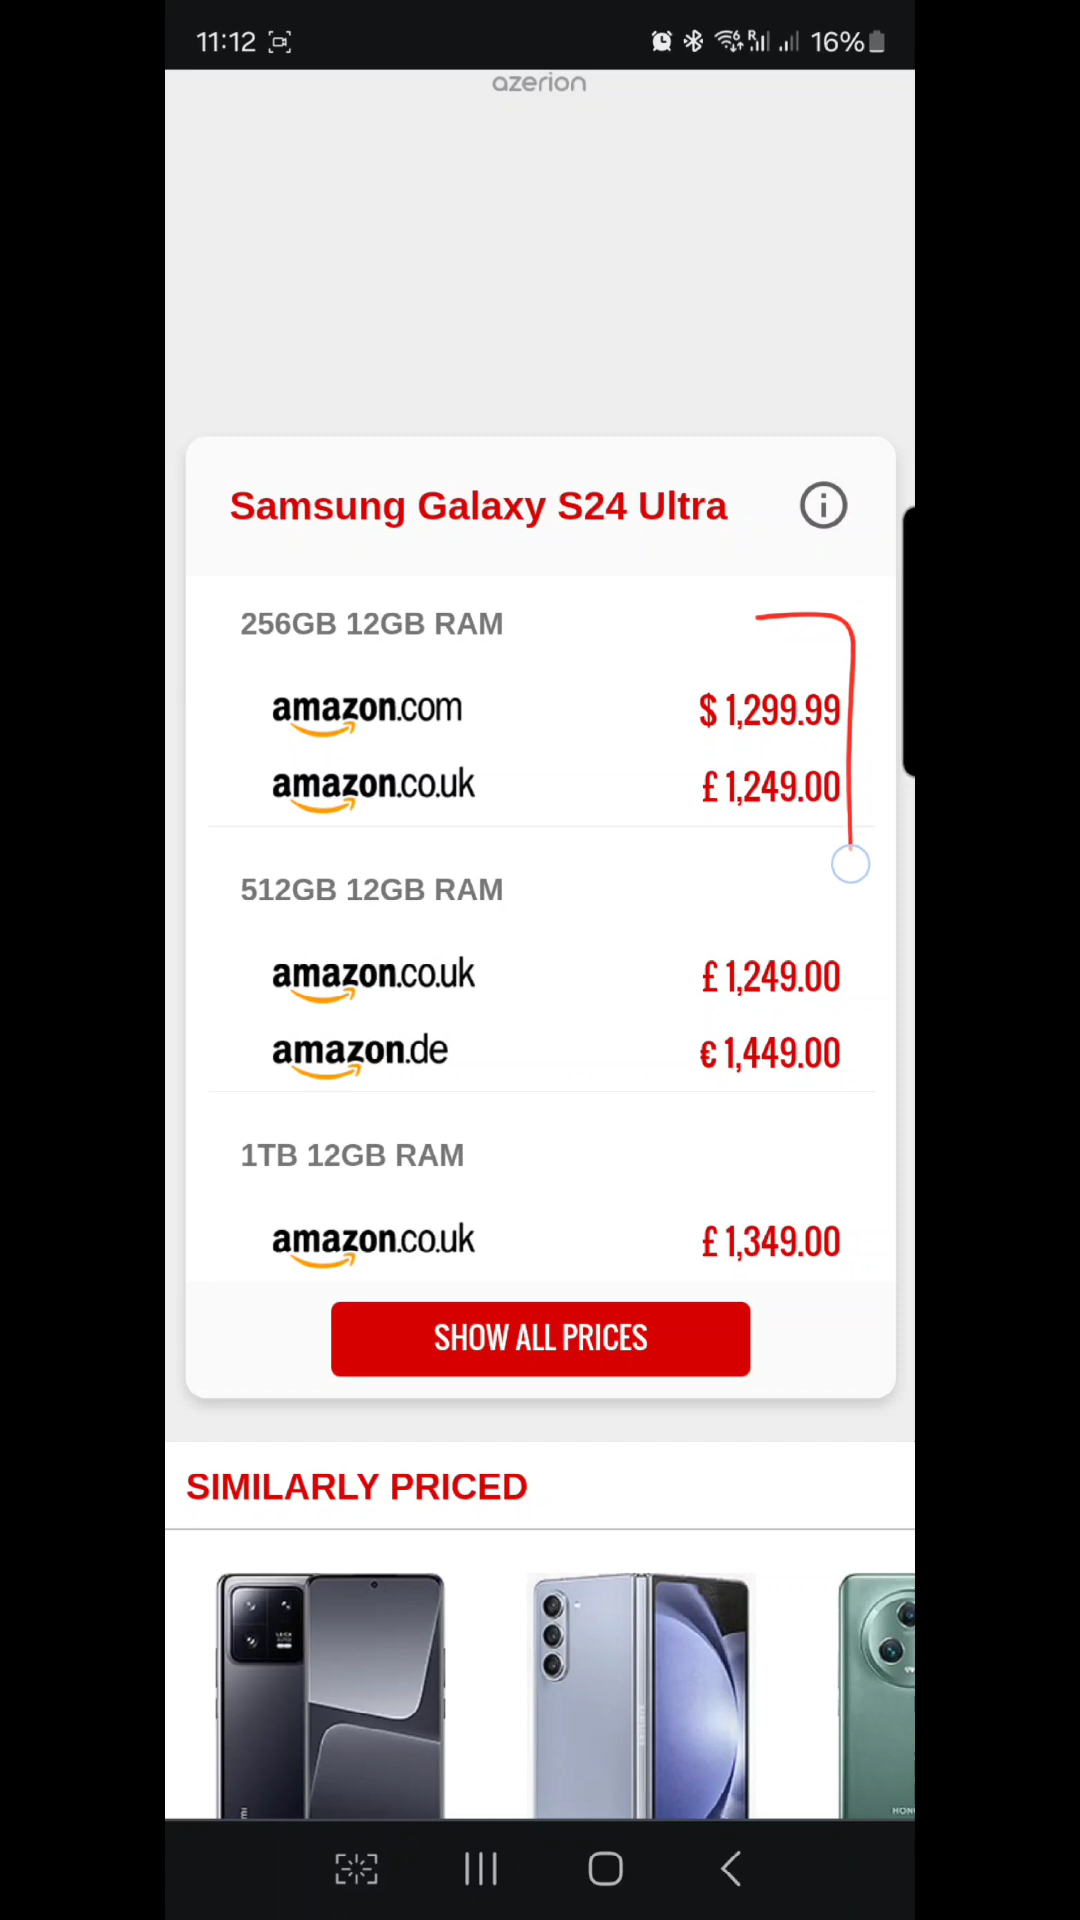 11:12
16%
azerion
Samsung Galaxy S24 Ultra
256GB 12GB RAM
amazon.com $ 1,299.99
amazon.co.uk £ 1,249.00
512GB 12GB RAM
amazon.co.uk £ 1,249.00
amazon.de € 1,449.00
1TB 12GB RAM
amazon.co.uk £ 1,349.00
SHOW ALL PRICES
SIMILARLY PRICED